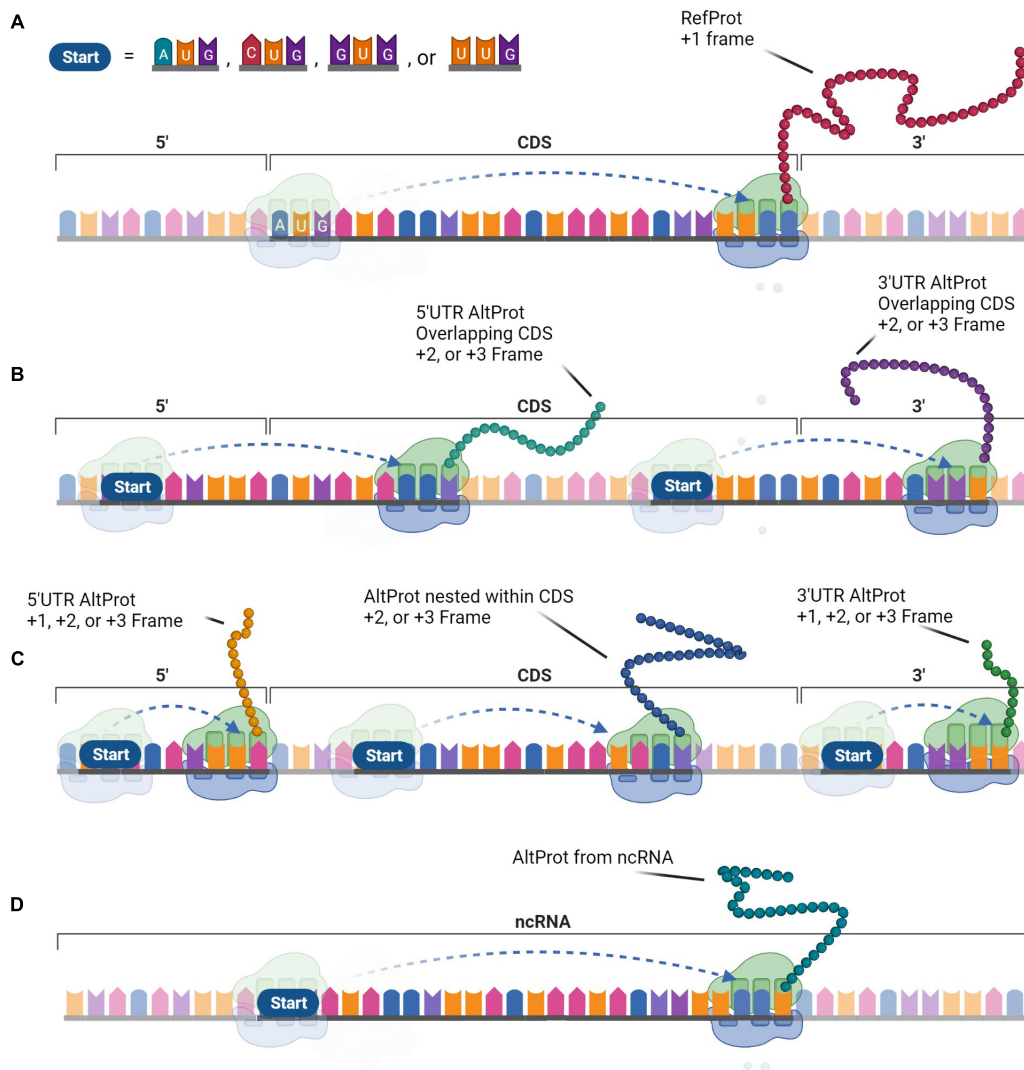 A
Start = A U G , C U G , G U G , or U U G
RefProt
+1 frame
5' CDS 3'
A U G
B
5'UTR AltProt
Overlapping CDS
+2, or +3 Frame
3'UTR AltProt
Overlapping CDS
+2, or +3 Frame
5' CDS 3'
Start Start
C
5'UTR AltProt
+1, +2, or +3 Frame
AltProt nested within CDS
+2, or +3 Frame
3'UTR AltProt
+1, +2, or +3 Frame
5' CDS 3'
Start Start Start
D
AltProt from ncRNA
ncRNA
Start